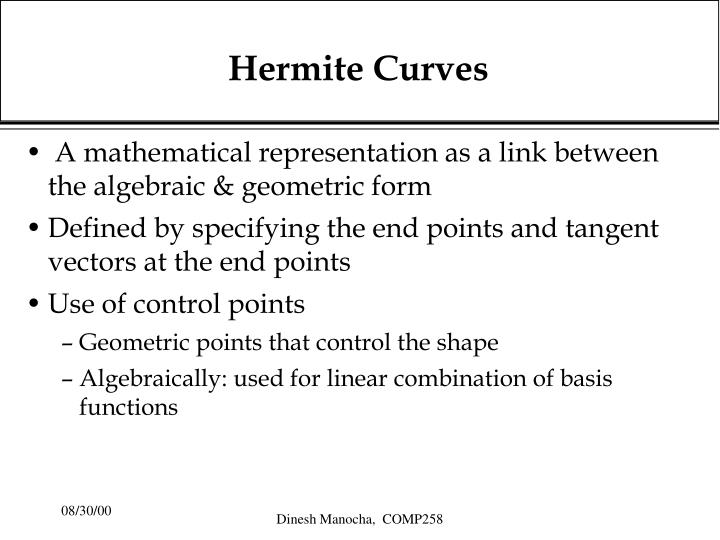 Hermite Curves
• A mathematical representation as a link between
the algebraic & geometric form
• Defined by specifying the end points and tangent
vectors at the end points
• Use of control points
– Geometric points that control the shape
– Algebraically: used for linear combination of basis
functions
08/30/00
Dinesh Manocha, COMP258